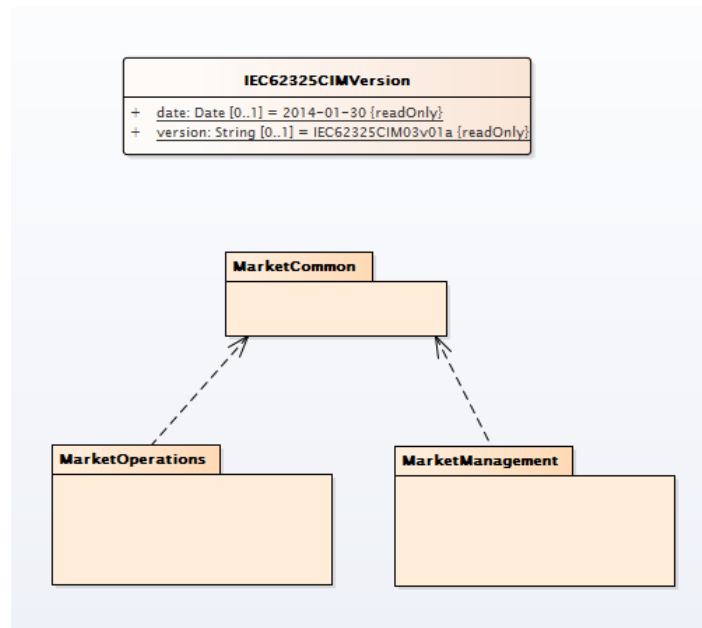 IEC62325CIMVersion
+ date: Date [0..1] = 2014-01-30 {readOnly}
+ version: String [0..1] = IEC62325CIM03v01a {readOnly}
MarketCommon
MarketOperations
MarketManagement